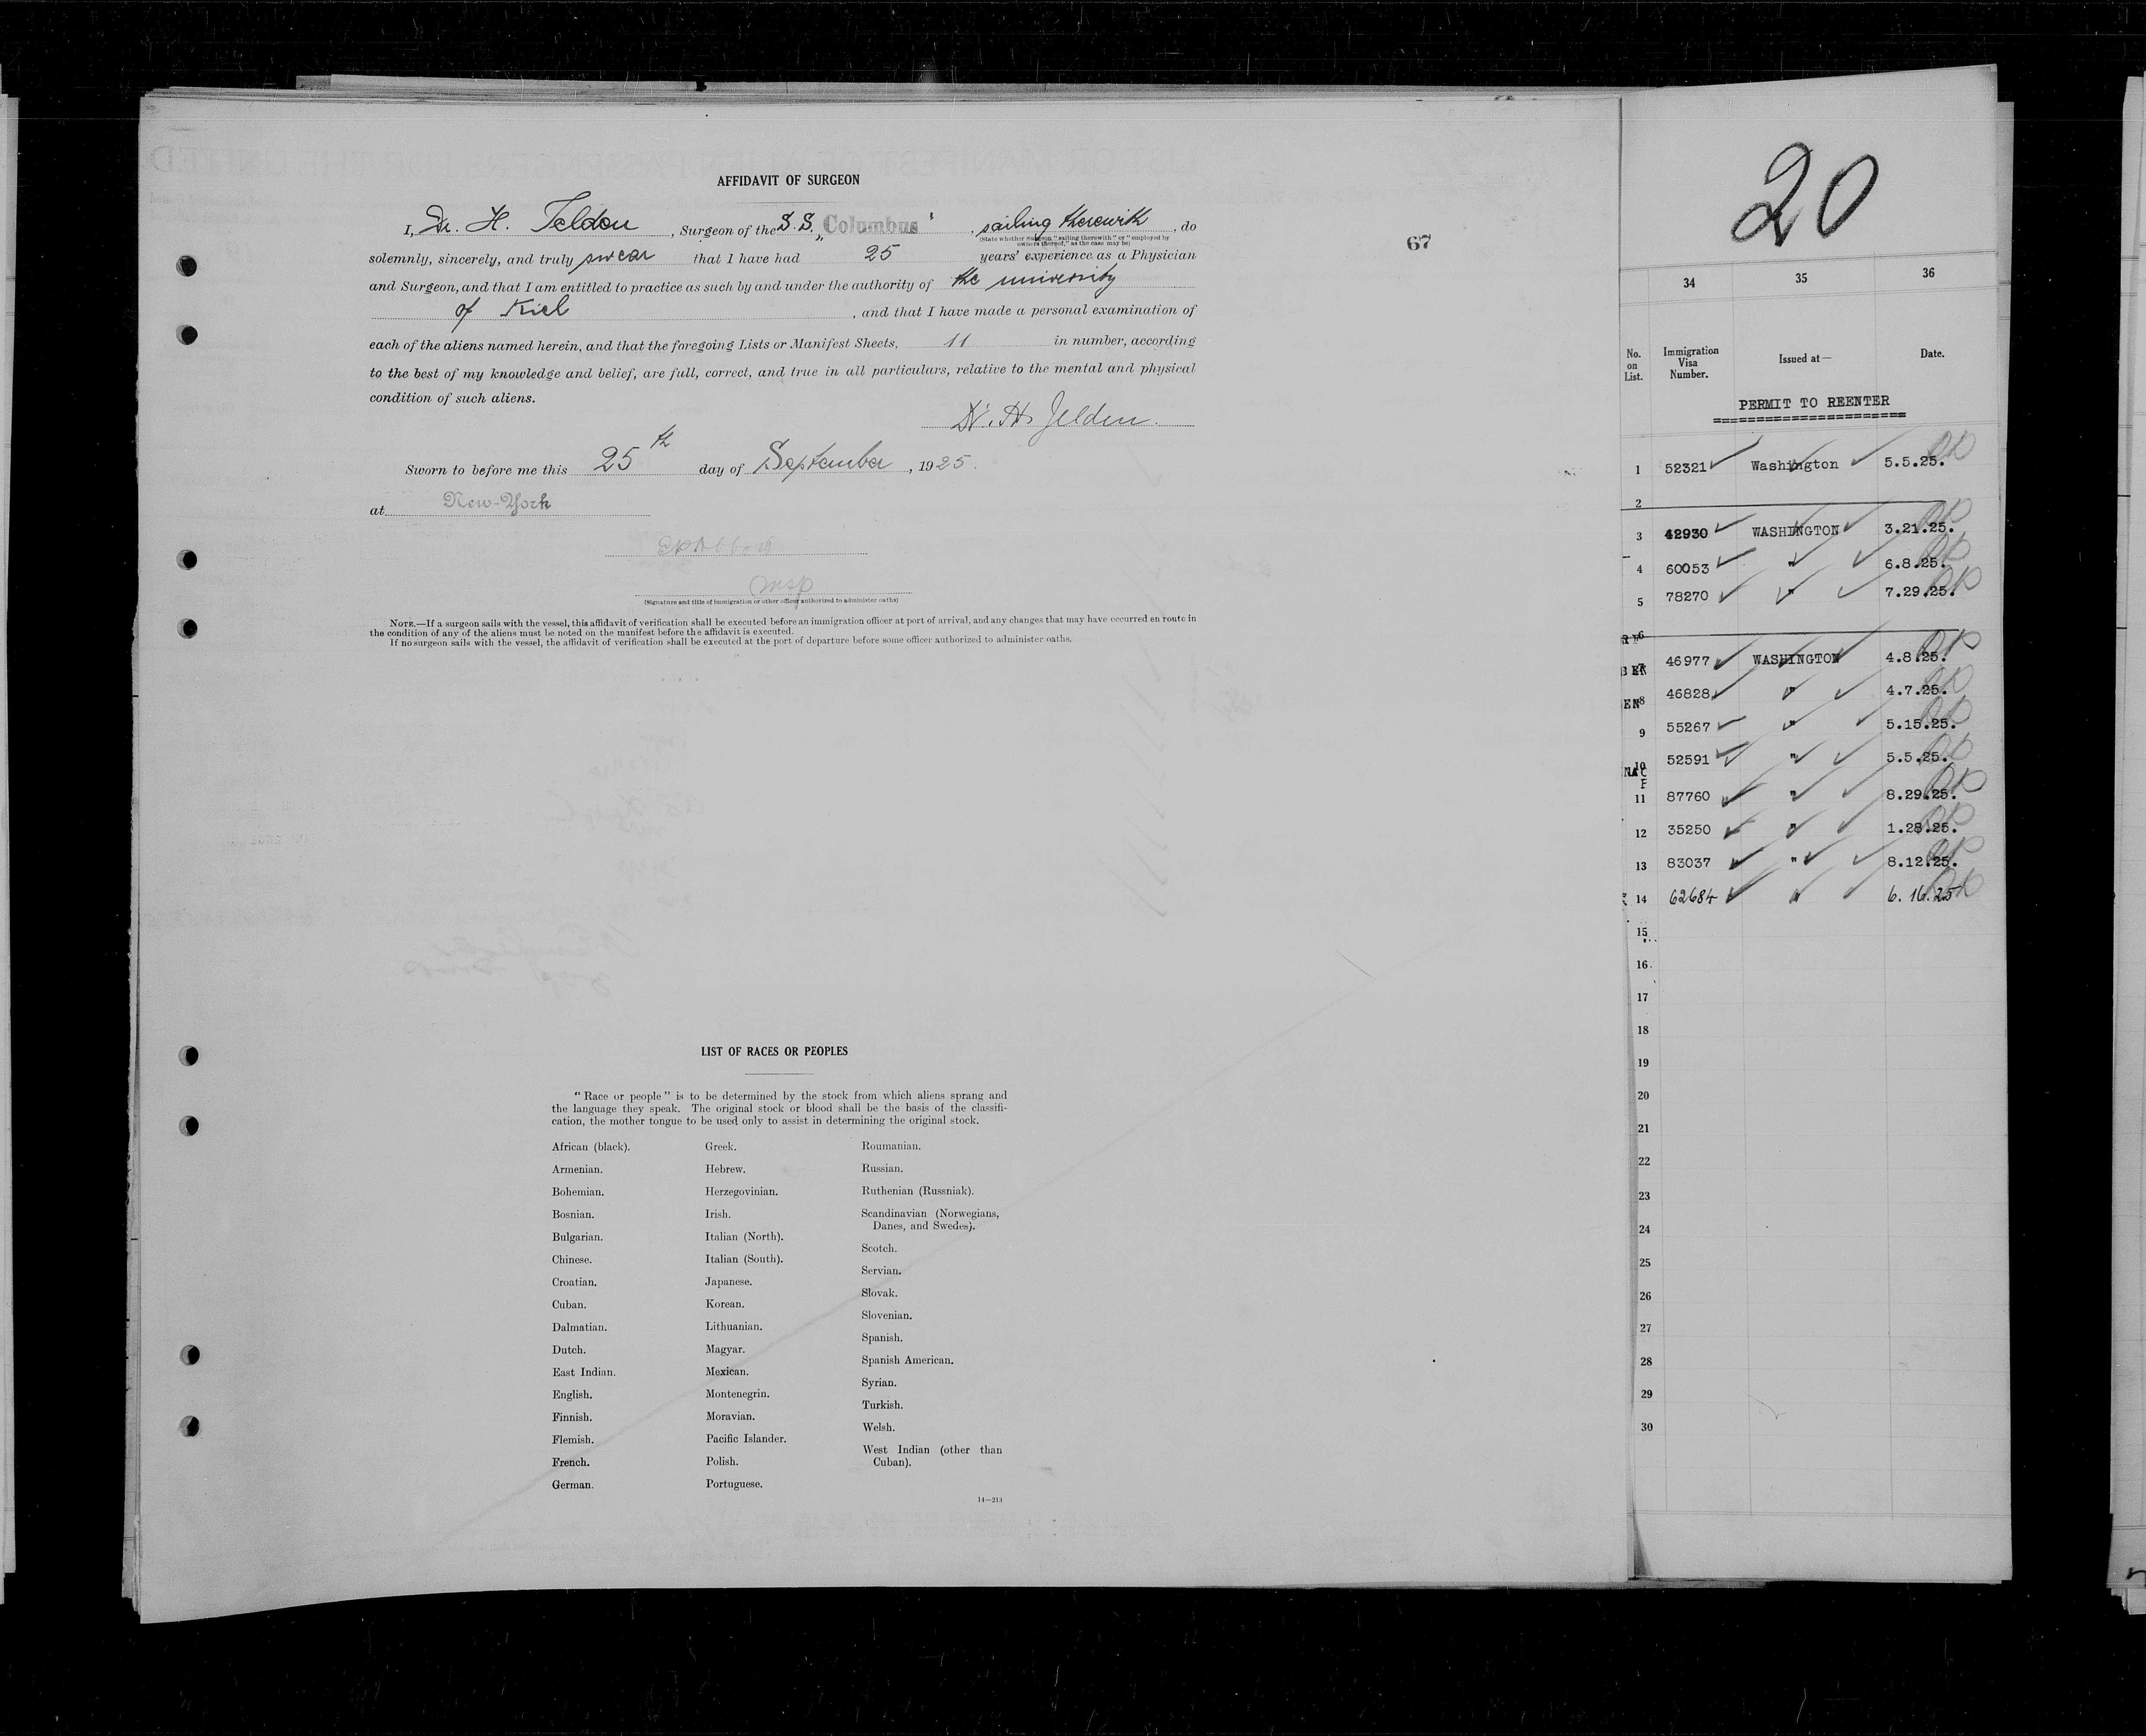 AFFIDAVIT OF SURGEON
I, Dr. H. Jelden, Surgeon of the S. S. „Columbus“, sailing therewith, do
(State whether Surgeon "sailing therewith" or "employed by
owners thereof," as the case may be)
67
solemnly, sincerely, and truly swear that I have had 25 years' experience as a Physician
and Surgeon, and that I am entitled to practice as such by and under the authority of the university
of Kiel, and that I have made a personal examination of
each of the aliens named herein, and that the foregoing Lists or Manifest Sheets, 11 in number, according
to the best of my knowledge and belief, are full, correct, and true in all particulars, relative to the mental and physical
condition of such aliens.
Dr. H. Jelden.
Sworn to before me this 25th day of September, 1925.
at New-York
Insp
(Signature and title of immigration or other officer authorized to administer oaths)
NOTE.—If a surgeon sails with the vessel, this affidavit of verification shall be executed before an immigration officer at port of arrival, and any changes that may have occurred en route in
the condition of any of the aliens must be noted on the manifest before the affidavit is executed.
If no surgeon sails with the vessel, the affidavit of verification shall be executed at the port of departure before some officer authorized to administer oaths.
LIST OF RACES OR PEOPLES
"Race or people" is to be determined by the stock from which aliens sprang and
the language they speak. The original stock or blood shall be the basis of the classifi-
cation, the mother tongue to be used only to assist in determining the original stock.
African (black).
Armenian.
Bohemian.
Bosnian.
Bulgarian.
Chinese.
Croatian.
Cuban.
Dalmatian.
Dutch.
East Indian.
English.
Finnish.
Flemish.
French.
German.
Greek.
Hebrew.
Herzegovinian.
Irish.
Italian (North).
Italian (South).
Japanese.
Korean.
Lithuanian.
Magyar.
Mexican.
Montenegrin.
Moravian.
Pacific Islander.
Polish.
Portuguese.
Roumanian.
Russian.
Ruthenian (Russniak).
Scandinavian (Norwegians,
Danes, and Swedes).
Scotch.
Servian.
Slovak.
Slovenian.
Spanish.
Spanish American.
Syrian.
Turkish.
Welsh.
West Indian (other than
Cuban).
14—213
20
34 35 36
No. on List. Immigration Visa Number. Issued at— Date.
PERMIT TO REENTER
1 52321 Washington 5.5.25.
2
3 42930 WASHINGTON 3.21.25.
4 60053 " 6.8.25.
5 78270 " 7.29.25.
6
7 46977 WASHINGTON 4.8.25.
8 46828 " 4.7.25.
9 55267 " 5.15.25.
10 52591 " 5.5.25.
11 87760 " 8.29.25.
12 35250 " 1.28.25.
13 83037 " 8.12.25.
14 62684 " 6.16.25
15
16
17
18
19
20
21
22
23
24
25
26
27
28
29
30